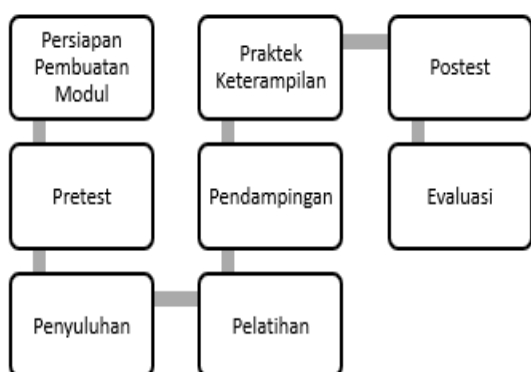 Persiapan
Pembuatan
Modul
Pretest
Penyuluhan
Pelatihan
Pendampingan
Praktek
Keterampilan
Postest
Evaluasi